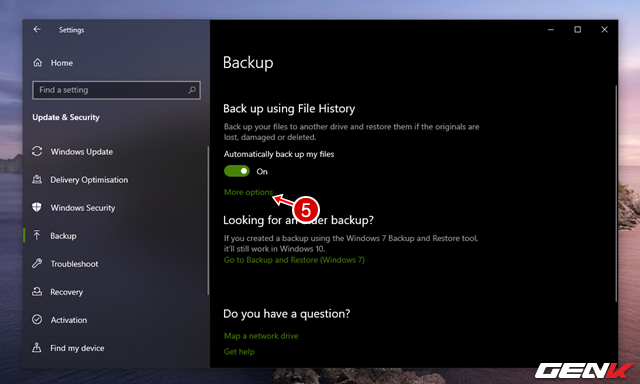 Settings
Home
Find a setting
Update & Security
Windows Update
Delivery Optimisation
Windows Security
Backup
Troubleshoot
Recovery
Activation
Find my device
Backup
Back up using File History
Back up your files to another drive and restore them if the originals are
lost, damaged or deleted.
Automatically back up my files
On
More options
5
Looking for an older backup?
If you created a backup using the Windows 7 Backup and Restore tool,
it'll still work in Windows 10.
Go to Backup and Restore (Windows 7)
Do you have a question?
Map a network drive
Get help
GENK